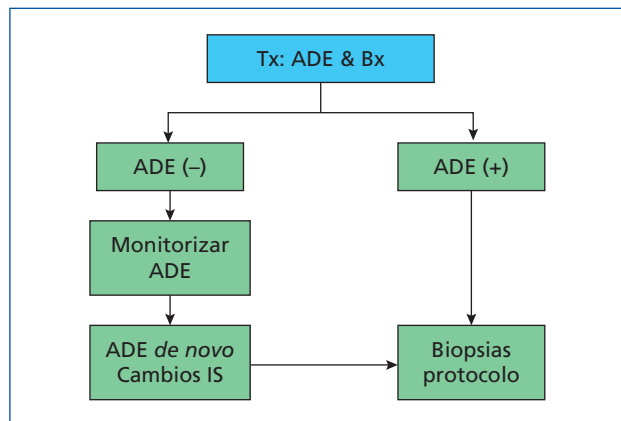 Tx: ADE & Bx
ADE (–)
ADE (+)
Monitorizar
ADE
ADE de novo
Cambios IS
Biopsias
protocolo